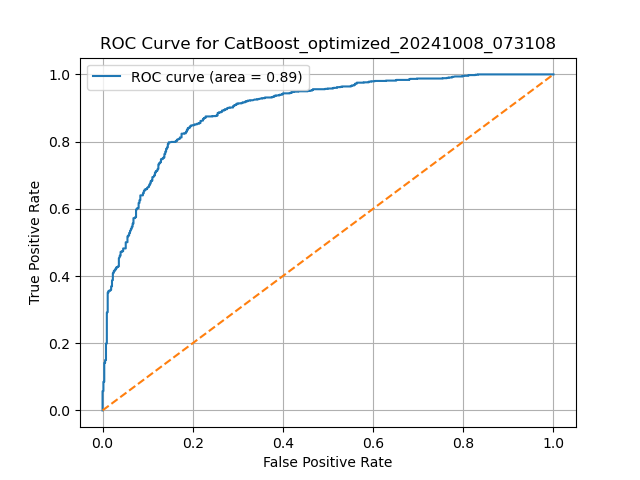 ROC Curve for CatBoost_optimized_20241008_073108
ROC curve (area = 0.89)
True Positive Rate
1.0
0.8
0.6
0.4
0.2
0.0
0.0 0.2 0.4 0.6 0.8 1.0
False Positive Rate